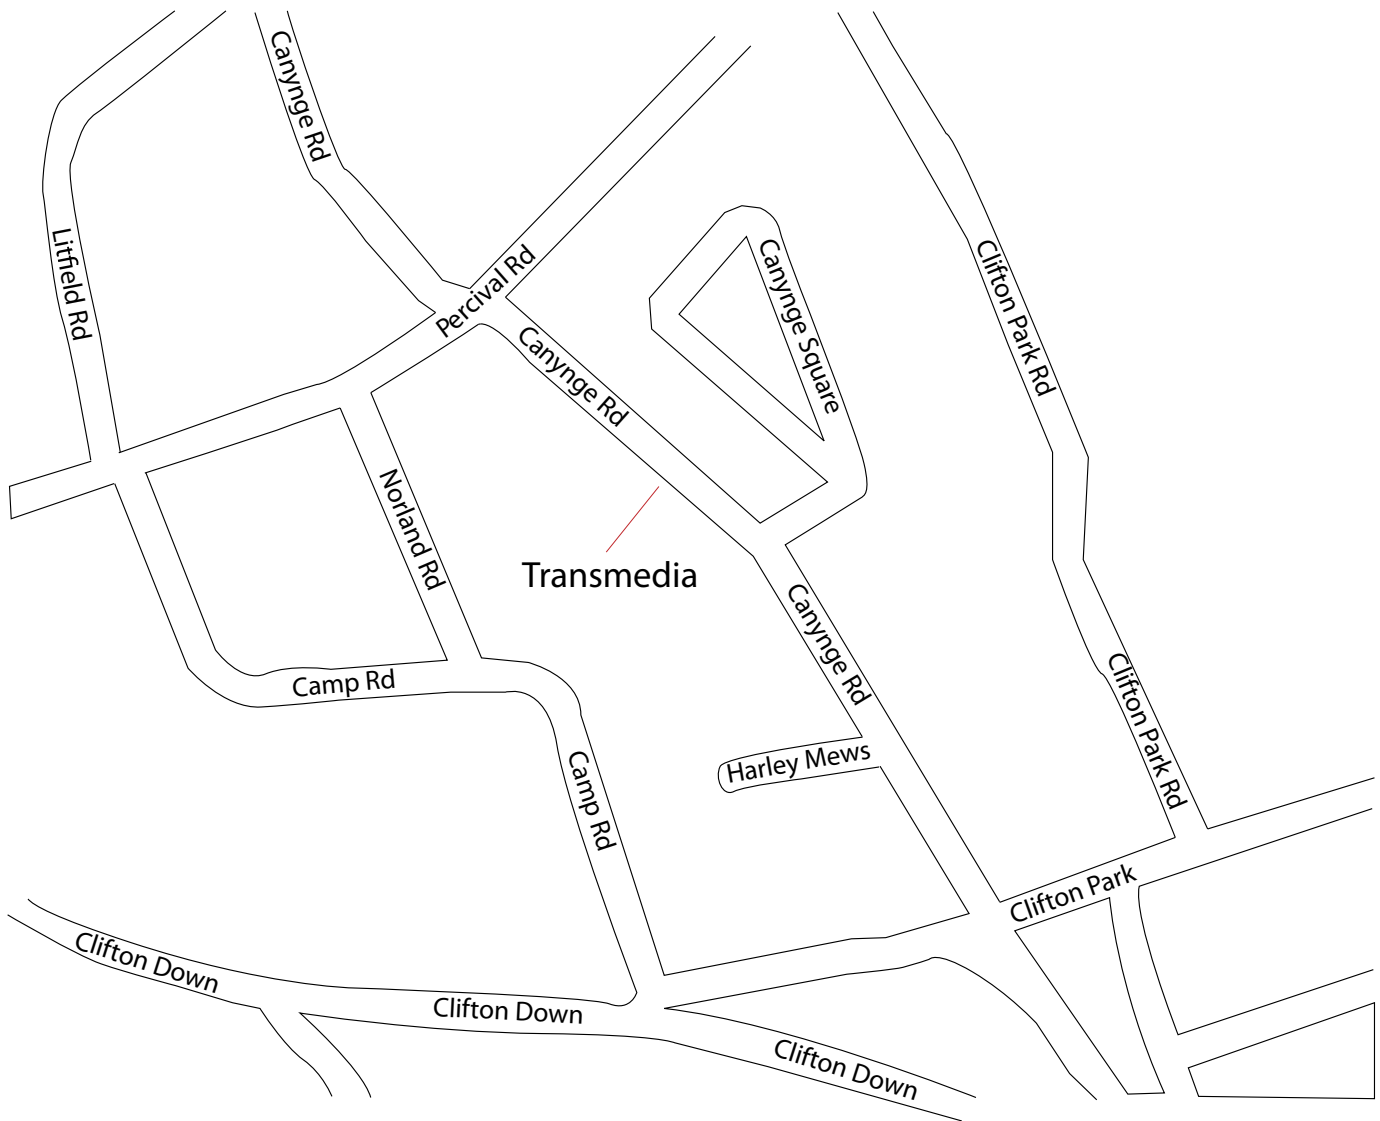 Canynge Rd
Percival Rd
Litfield Rd
Canynge Square
Clifton Park Rd
Canynge Rd
Norland Rd
Transmedia
Canynge Rd
Camp Rd
Clifton Park Rd
Harley Mews
Camp Rd
Clifton Park
Clifton Down
Clifton Down
Clifton Down